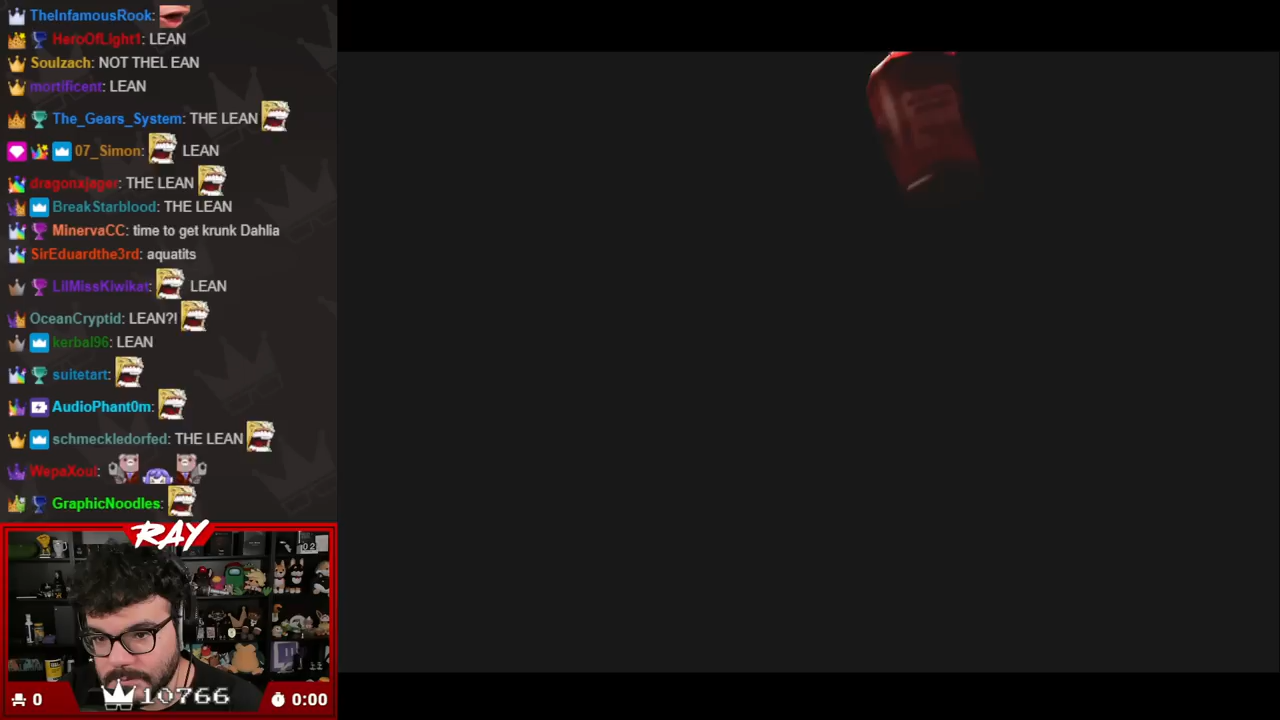 TheInfamousRook:
HeroOfLight1: LEAN
Soulzach: NOT THEL EAN
mortificent: LEAN
The_Gears_System: THE LEAN
07_Simon: LEAN
dragonxjager: THE LEAN
BreakStarblood: THE LEAN
MinervaCC: time to get krunk Dahlia
SirEduardthe3rd: aquatits
LilMissKiwikat: LEAN
OceanCryptid: LEAN?!
kerbal96: LEAN
suitetart:
AudioPhant0m:
schmeckledorfed: THE LEAN
WepaXout:
GraphicNoodles:
RAY
0
10766
0:00